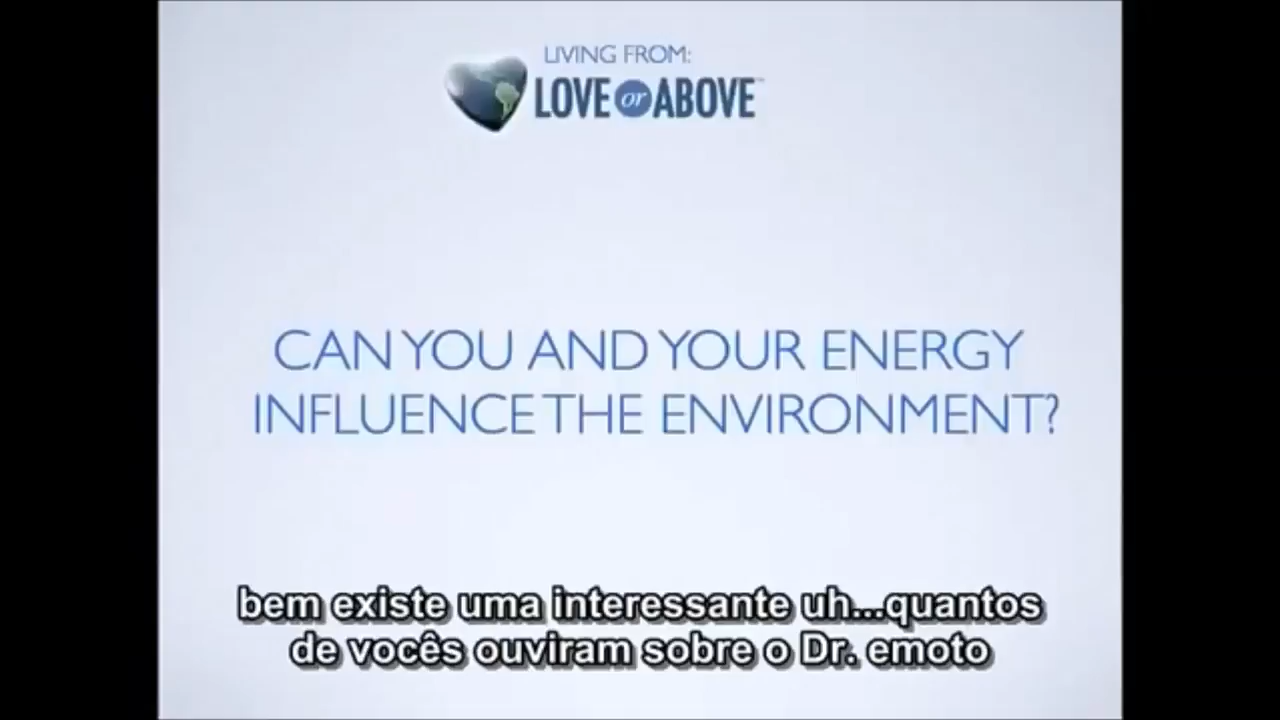 LIVING FROM:
LOVE or ABOVE™
CAN YOU AND YOUR ENERGY
INFLUENCE THE ENVIRONMENT?
bem existe uma interessante uh...quantos
de vocês ouviram sobre o Dr. emoto